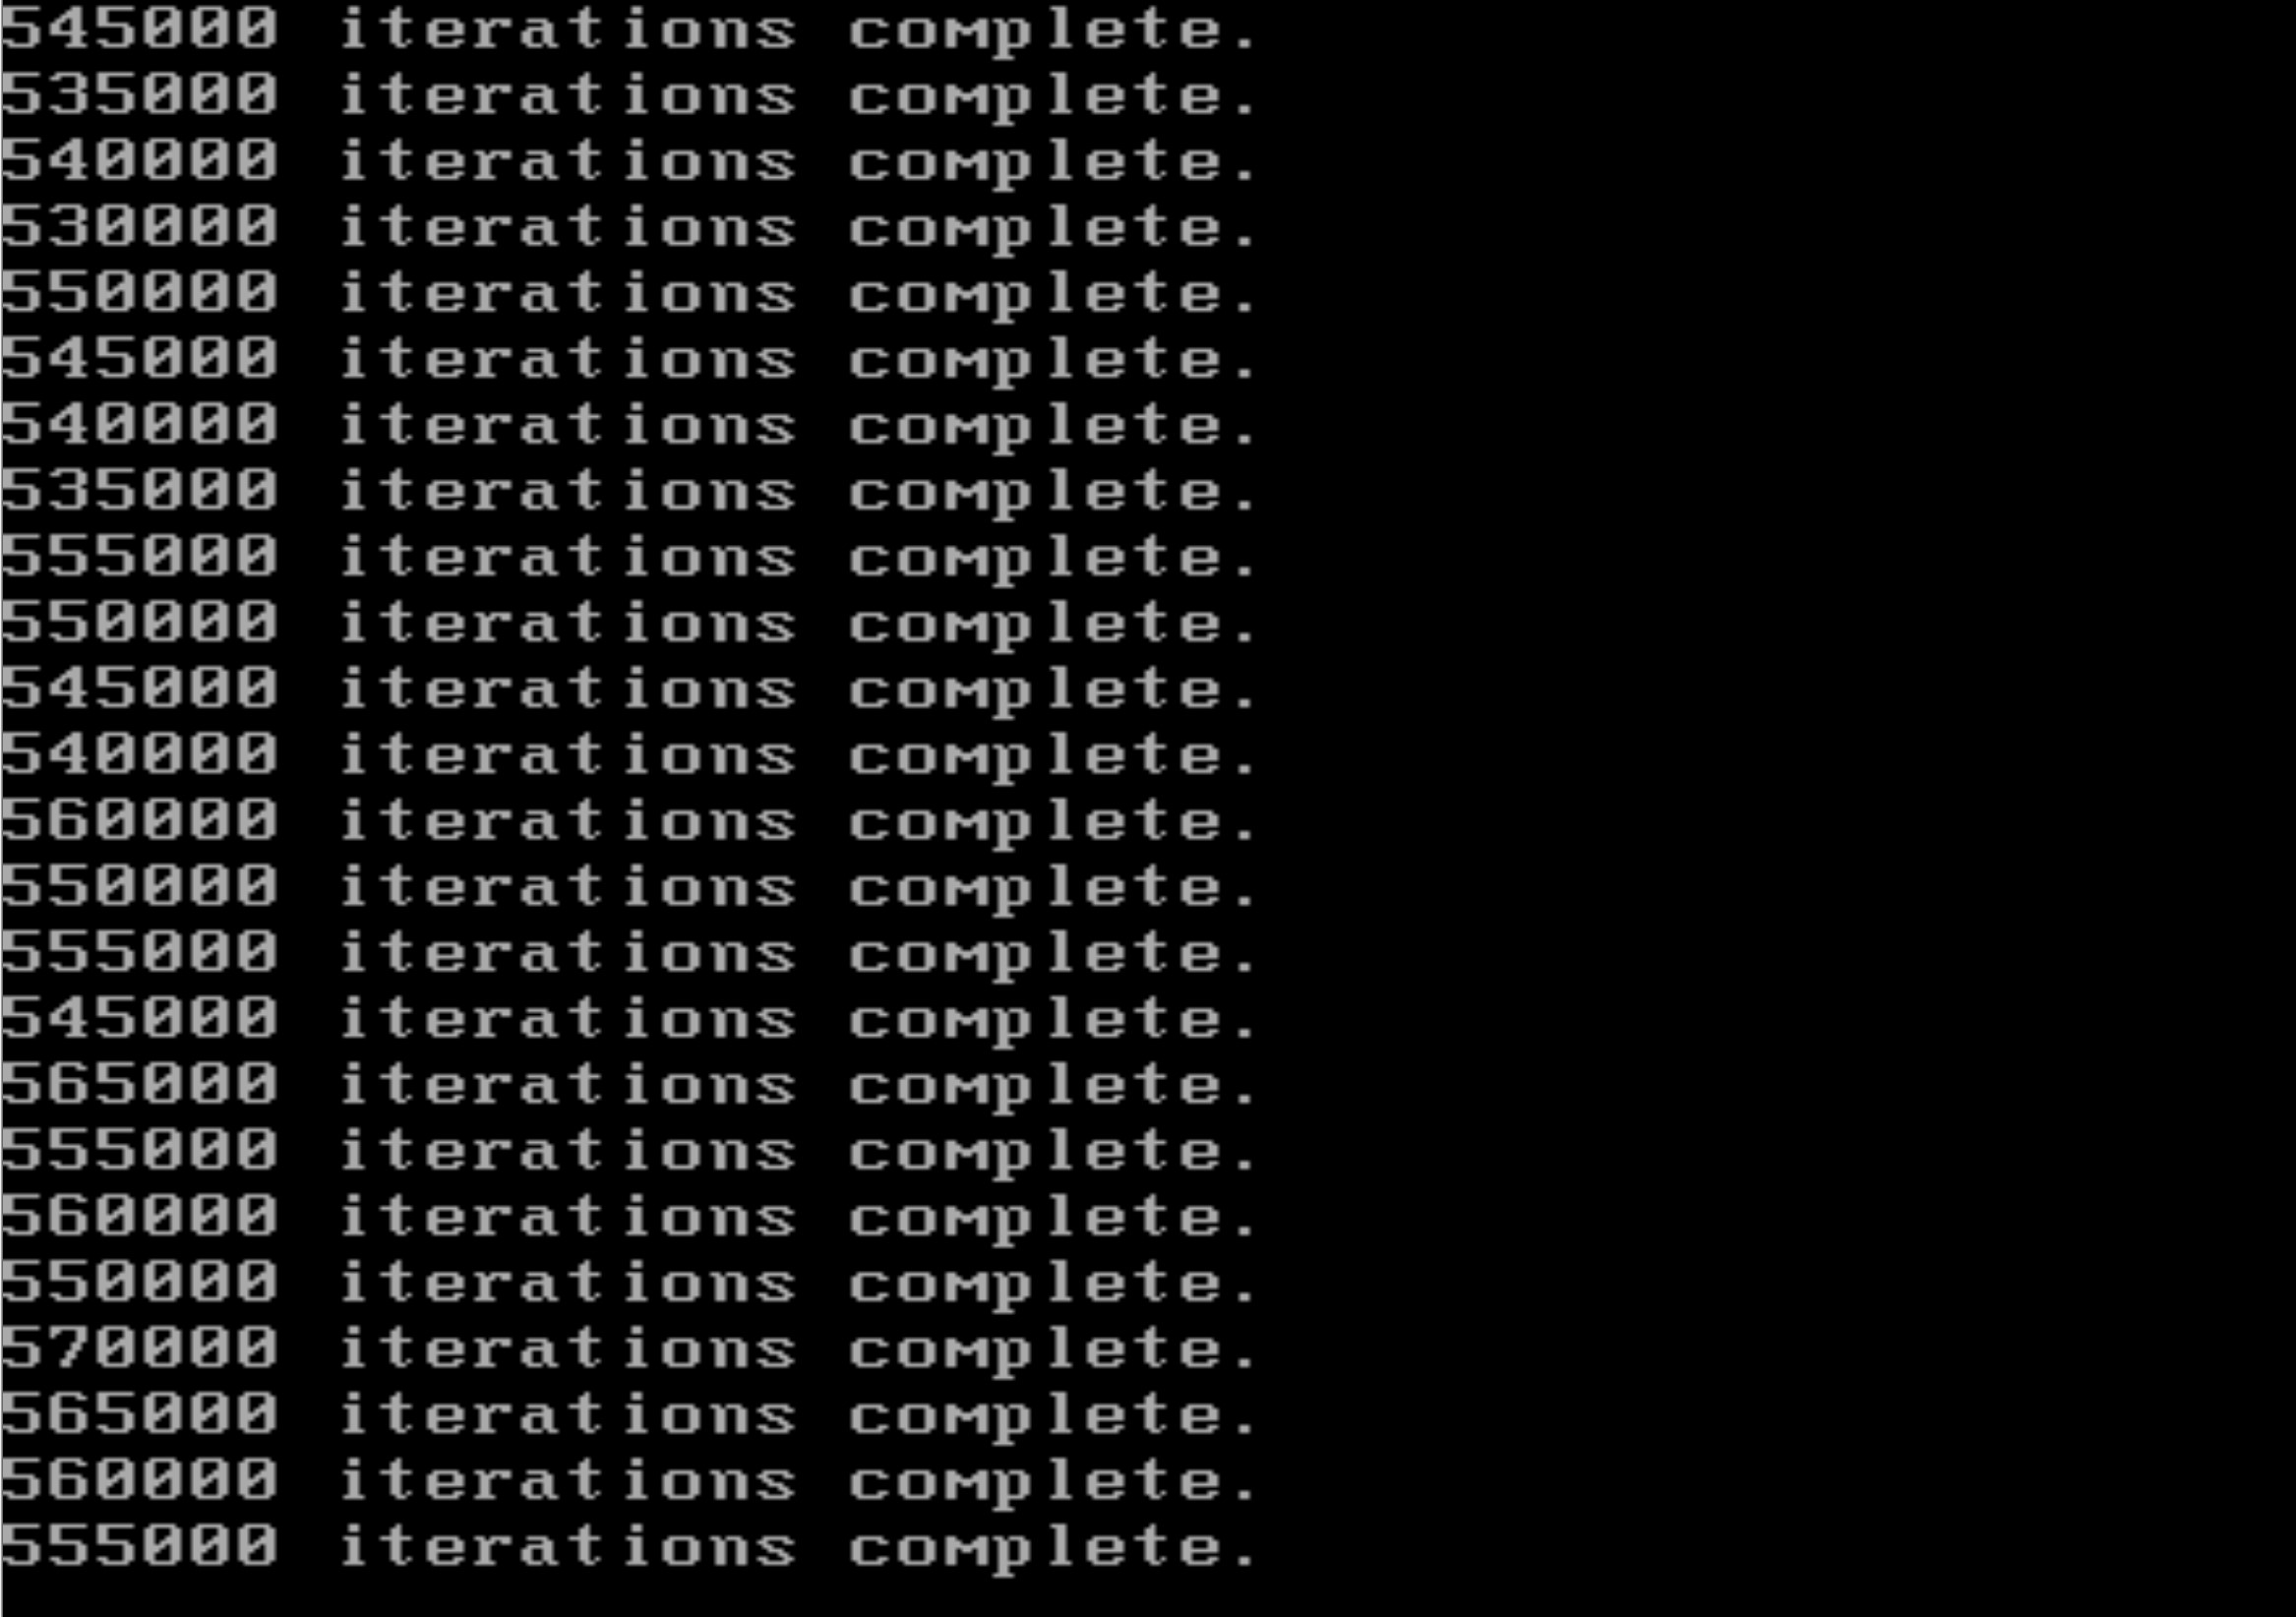 545000 iterations complete.
535000 iterations complete.
540000 iterations complete.
530000 iterations complete.
550000 iterations complete.
545000 iterations complete.
540000 iterations complete.
535000 iterations complete.
555000 iterations complete.
550000 iterations complete.
545000 iterations complete.
540000 iterations complete.
560000 iterations complete.
550000 iterations complete.
555000 iterations complete.
545000 iterations complete.
565000 iterations complete.
555000 iterations complete.
560000 iterations complete.
550000 iterations complete.
570000 iterations complete.
565000 iterations complete.
560000 iterations complete.
555000 iterations complete.